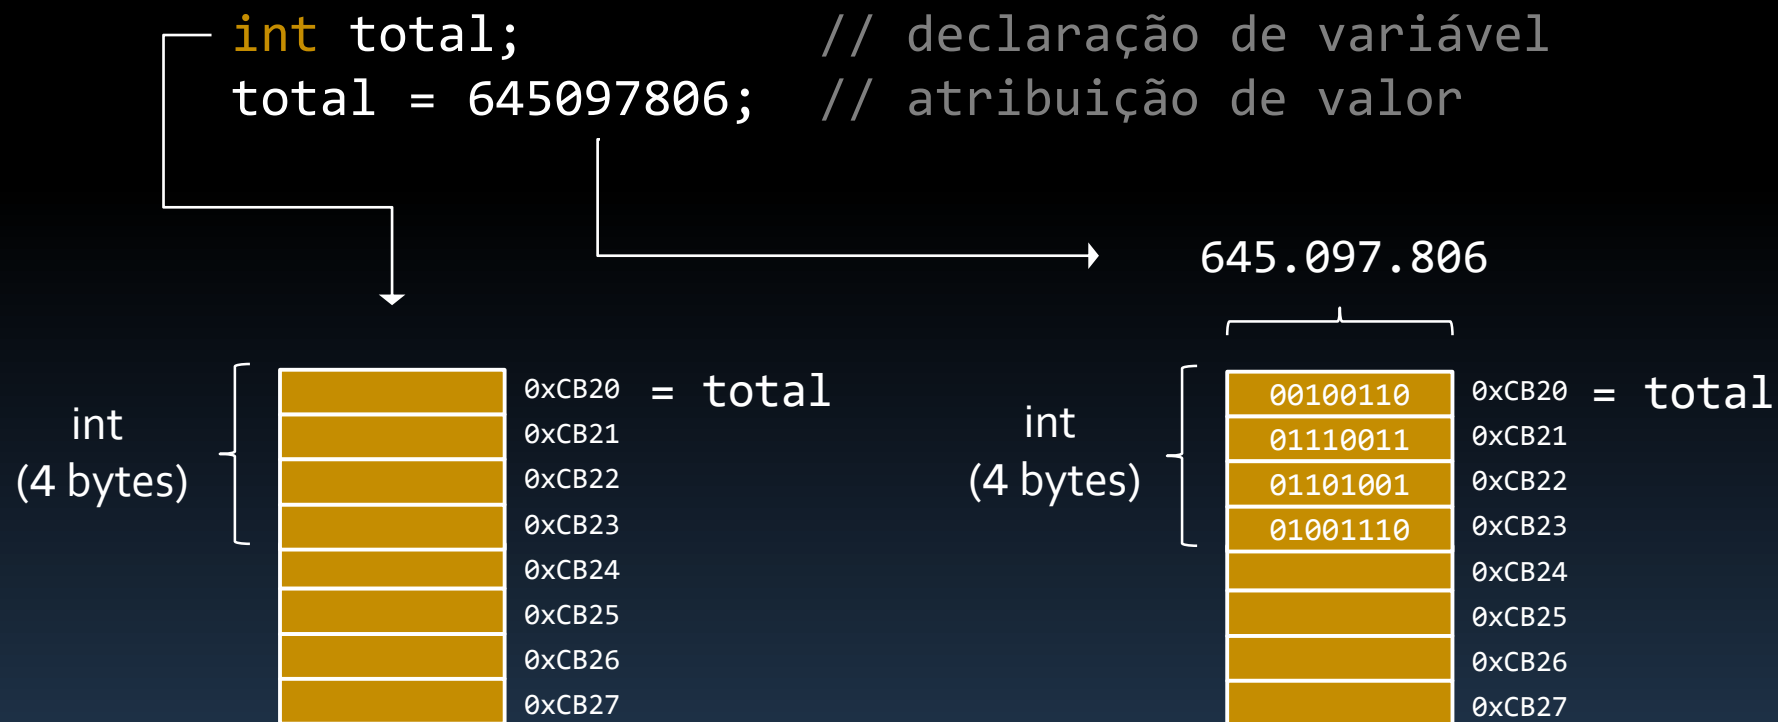 int total; // declaração de variável
total = 645097806; // atribuição de valor
645.097.806
int
(4 bytes)
0xCB20 = total
0xCB21
0xCB22
0xCB23
0xCB24
0xCB25
0xCB26
0xCB27
int
(4 bytes)
00100110 0xCB20 = total
01110011 0xCB21
01101001 0xCB22
01001110 0xCB23
0xCB24
0xCB25
0xCB26
0xCB27